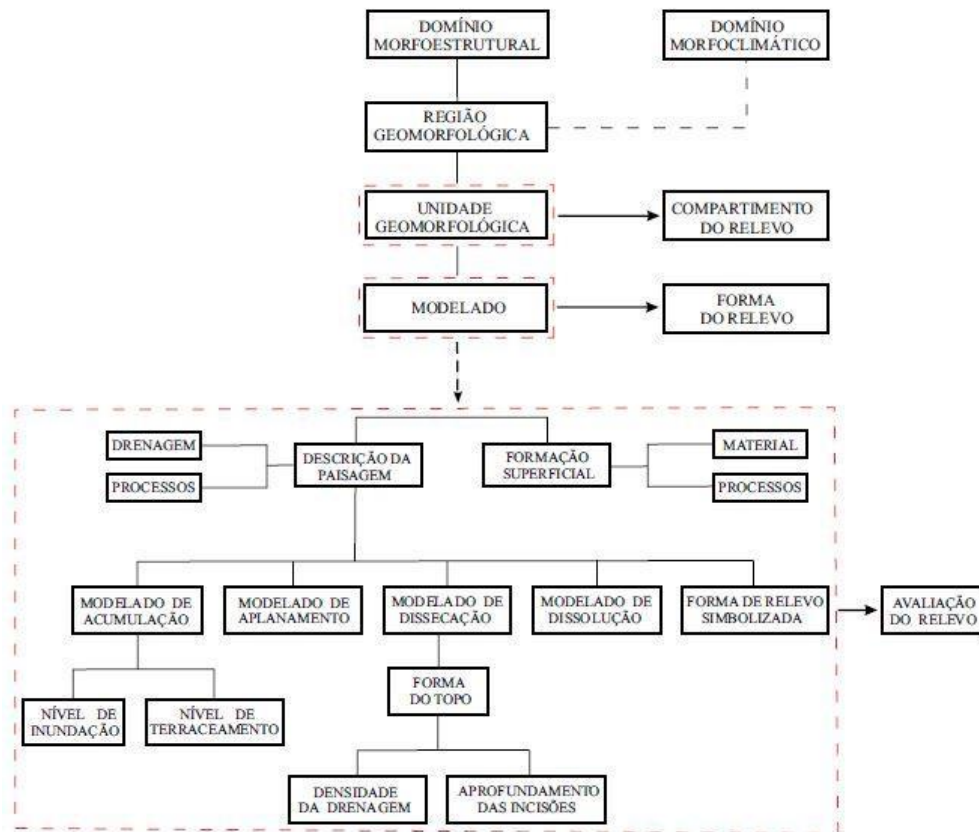 DOMÍNIO
MORFOESTRUTURAL
DOMÍNIO
MORFOCLIMÁTICO
REGIÃO
GEOMORFOLÓGICA
UNIDADE
GEOMORFOLÓGICA
COMPARTIMENTO
DO RELEVO
MODELADO
FORMA
DO RELEVO
DRENAGEM
PROCESSOS
DESCRIÇÃO DA
PAISAGEM
FORMAÇÃO
SUPERFICIAL
MATERIAL
PROCESSOS
MODELADO DE
ACUMULAÇÃO
MODELADO DE
APLANAMENTO
MODELADO DE
DISSECAÇÃO
MODELADO DE
DISSOLUÇÃO
FORMA DE RELEVO
SIMBOLIZADA
AVALIAÇÃO
DO RELEVO
NÍVEL DE
INUNDAÇÃO
NÍVEL DE
TERRACEAMENTO
FORMA
DO TOPO
DENSIDADE
DA DRENAGEM
APROFUNDAMENTO
DAS INCISÕES